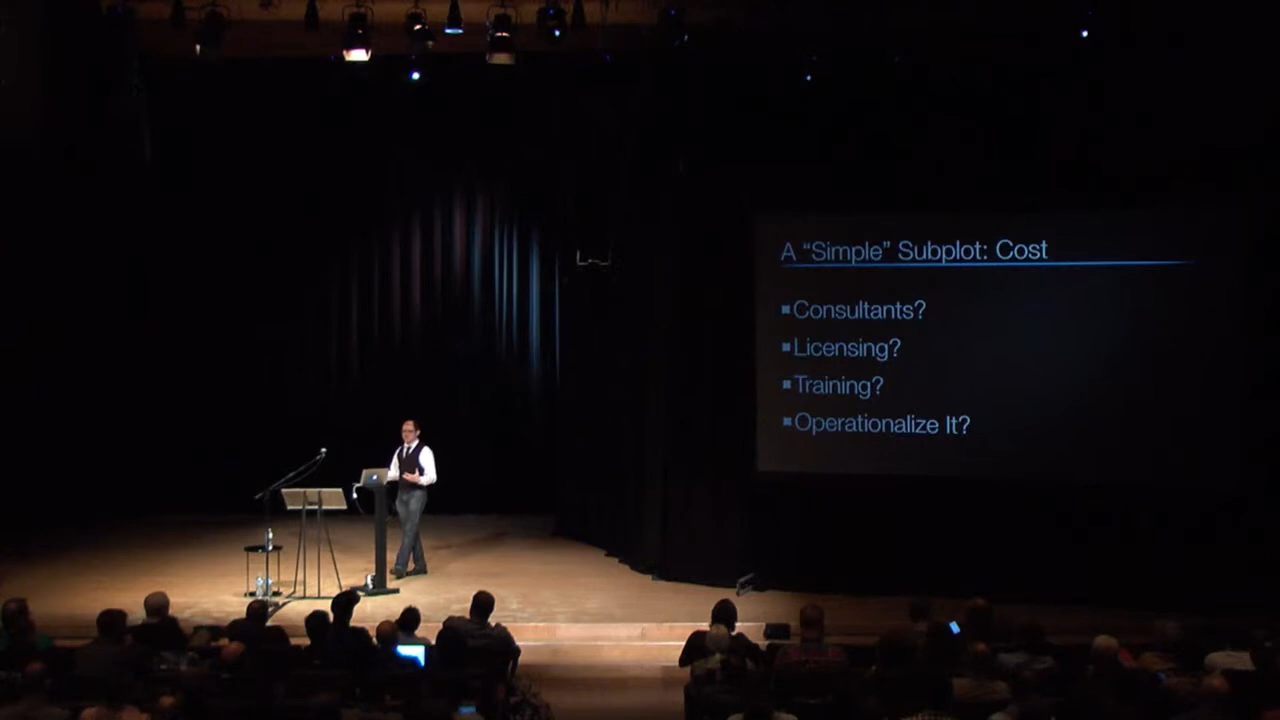 A “Simple” Subplot: Cost
Consultants?
Licensing?
Training?
Operationalize It?